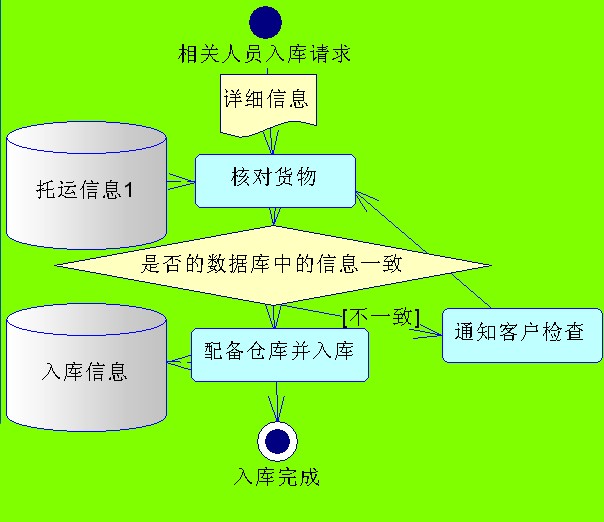 相关人员入库请求
详细信息
托运信息1
核对货物
是否的数据库中的信息一致
[不一致]
通知客户检查
入库信息
配备仓库并入库
入库完成